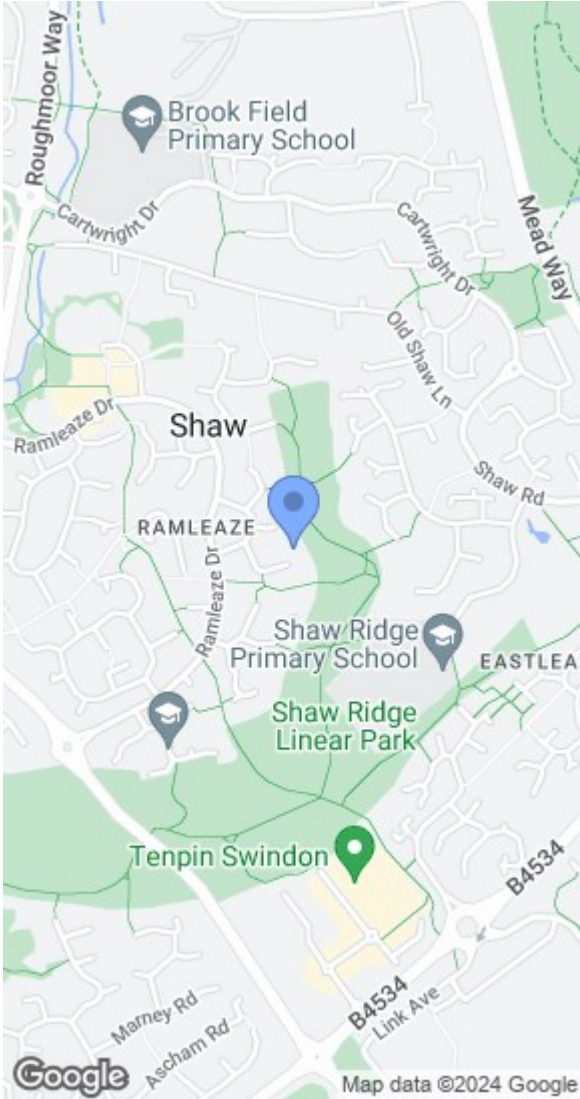 Roughmoor Way
Brook Field
Primary School
Cartwright Dr
Cartwright Dr
Mead Way
Old Shaw Ln
Ramleaze Dr
Shaw
Shaw Rd
RAMLEAZE
Ramleaze Dr
Shaw Ridge
Primary School
EASTLEA
Shaw Ridge
Linear Park
Tenpin Swindon
B4534
B4534
Link Ave
Marney Rd
Ascham Rd
Google
Map data ©2024 Google